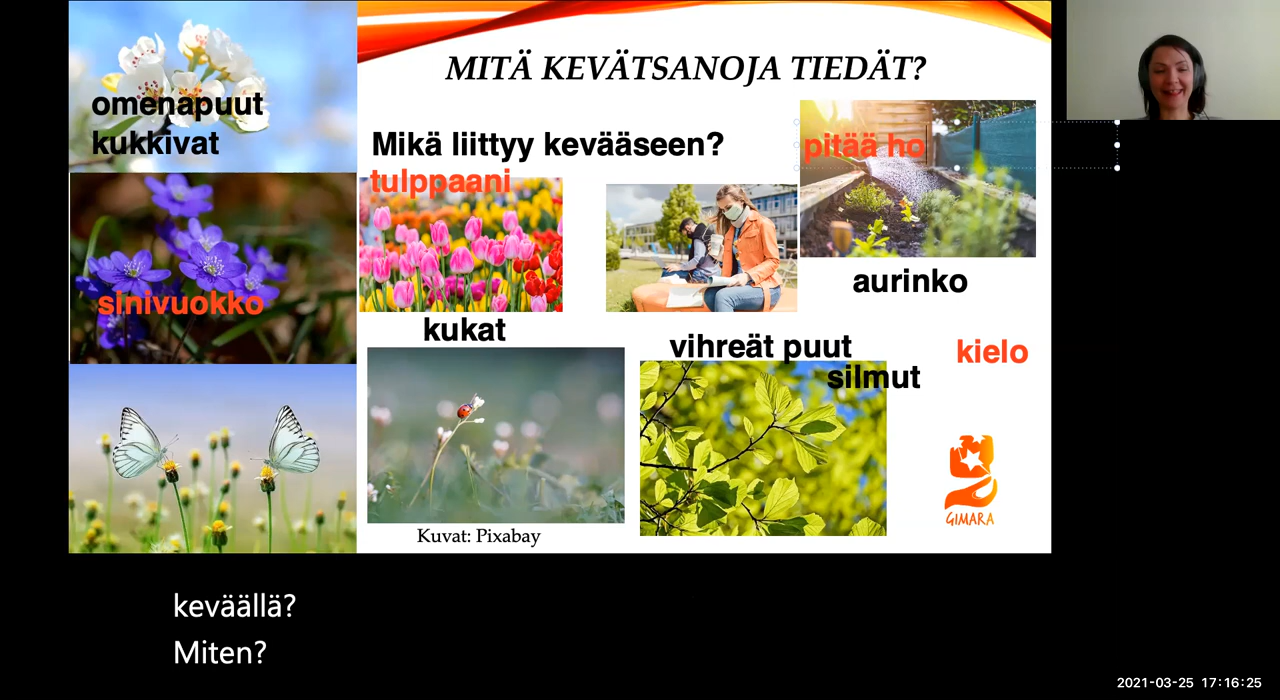 MITÄ KEVÄTSANOJA TIEDÄT?
omenapuut
kukkivat
Mikä liittyy kevääseen?
pitää ho
tulppaani
sinivuokko
aurinko
kukat
vihreät puut
kielo
silmut
GIMARA
Kuvat: Pixabay
keväällä?
Miten?
2021-03-25 17:16:25